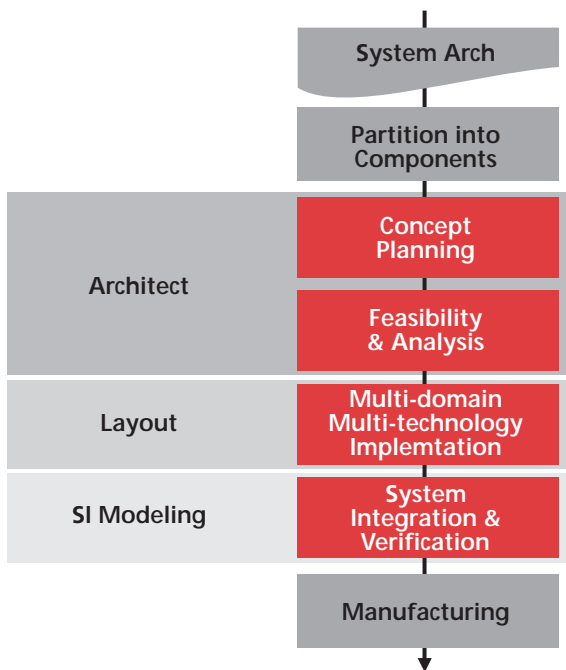 System Arch
Partition into
Components
Architect
Concept
Planning
Feasibility
& Analysis
Layout
Multi-domain
Multi-technology
Implemtation
SI Modeling
System
Integration &
Verification
Manufacturing